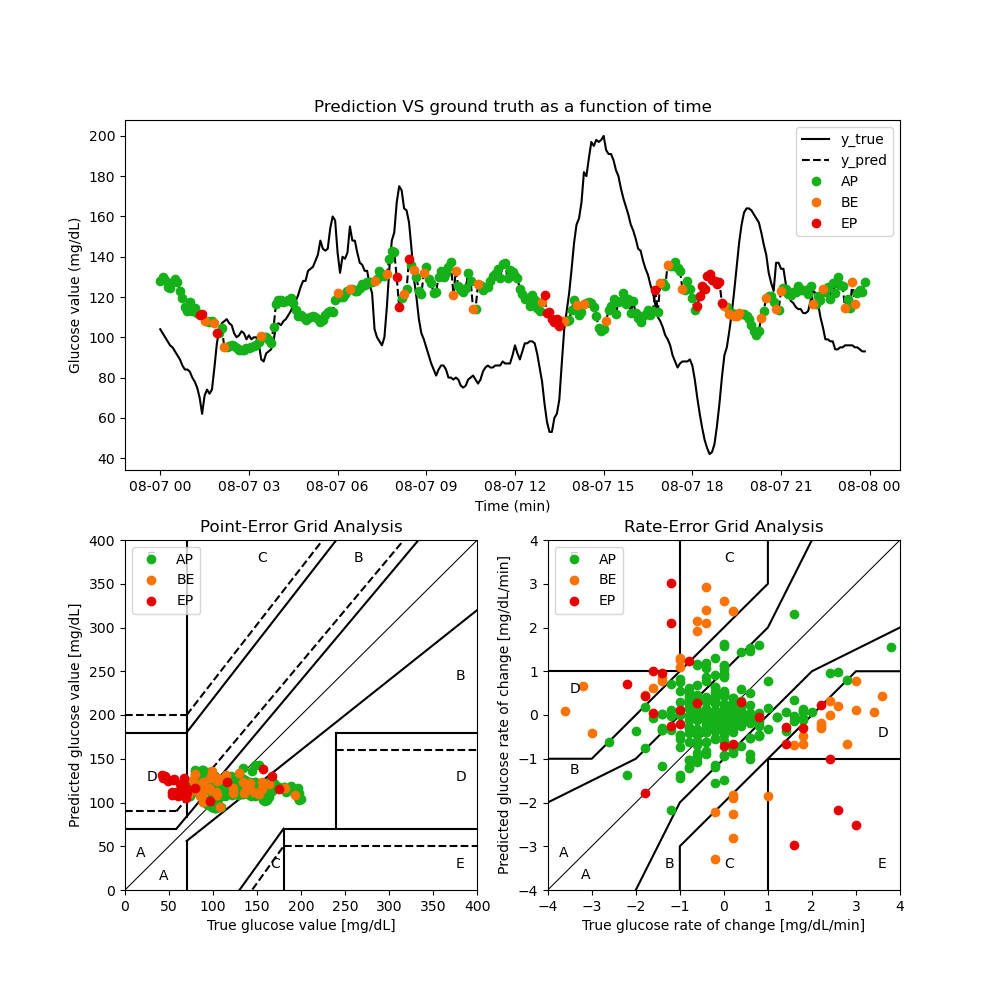 Prediction VS ground truth as a function of time
Glucose value (mg/dL)
200
180
160
140
120
100
80
60
40
y_true
y_pred
AP
BE
EP
08-07 00 08-07 03 08-07 06 08-07 09 08-07 12 08-07 15 08-07 18 08-07 21 08-08 00
Time (min)
Point-Error Grid Analysis
Predicted glucose value [mg/dL]
400
350
300
250
200
150
100
50
0
AP
BE
EP
C
B
B
D
D
A
A
C
E
0 50 100 150 200 250 300 350 400
True glucose value [mg/dL]
Rate-Error Grid Analysis
Predicted glucose rate of change [mg/dL/min]
4
3
2
1
0
−1
−2
−3
−4
AP
BE
EP
C
D
D
B
A
A
B
C
E
−4 −3 −2 −1 0 1 2 3 4
True glucose rate of change [mg/dL/min]